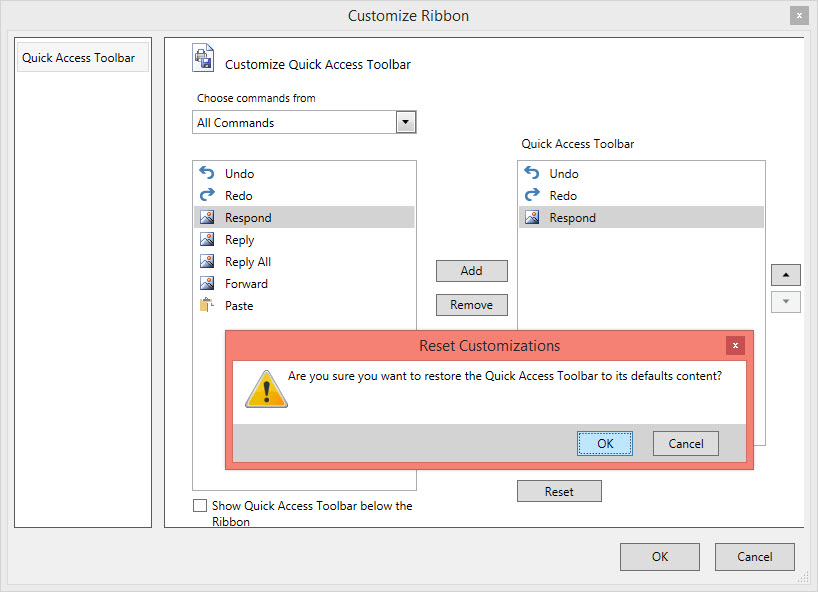 Customize Ribbon
x
Quick Access Toolbar
Customize Quick Access Toolbar
Choose commands from
All Commands
Quick Access Toolbar
Undo
Redo
Respond
Reply
Reply All
Forward
Paste
Add
Remove
Undo
Redo
Respond
Reset Customizations
x
Are you sure you want to restore the Quick Access Toolbar to its defaults content?
OK
Cancel
Reset
Show Quick Access Toolbar below the
Ribbon
OK
Cancel